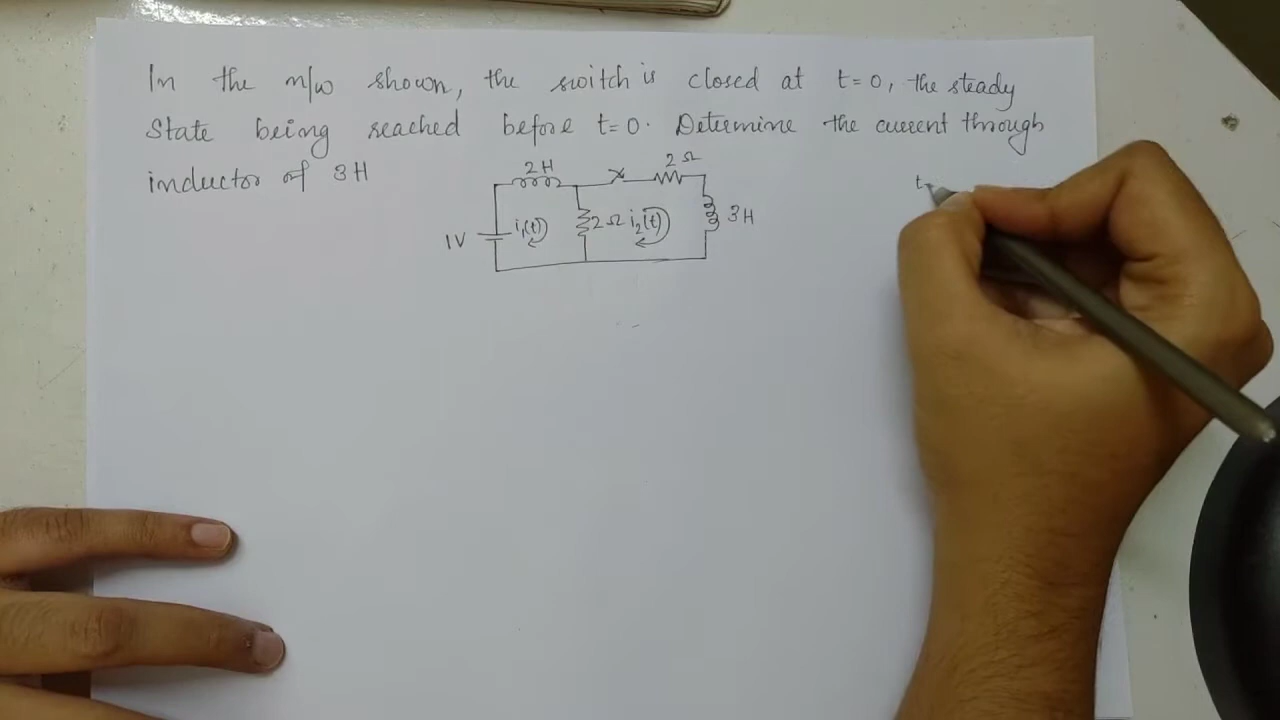 In the n/w shown, the switch is closed at t=0, the steady
State being reached before t=0. Determine the current through
inductor of 3H
2H
2Ω
1V
i₁(t)
2Ω
i₂(t)
3H
t